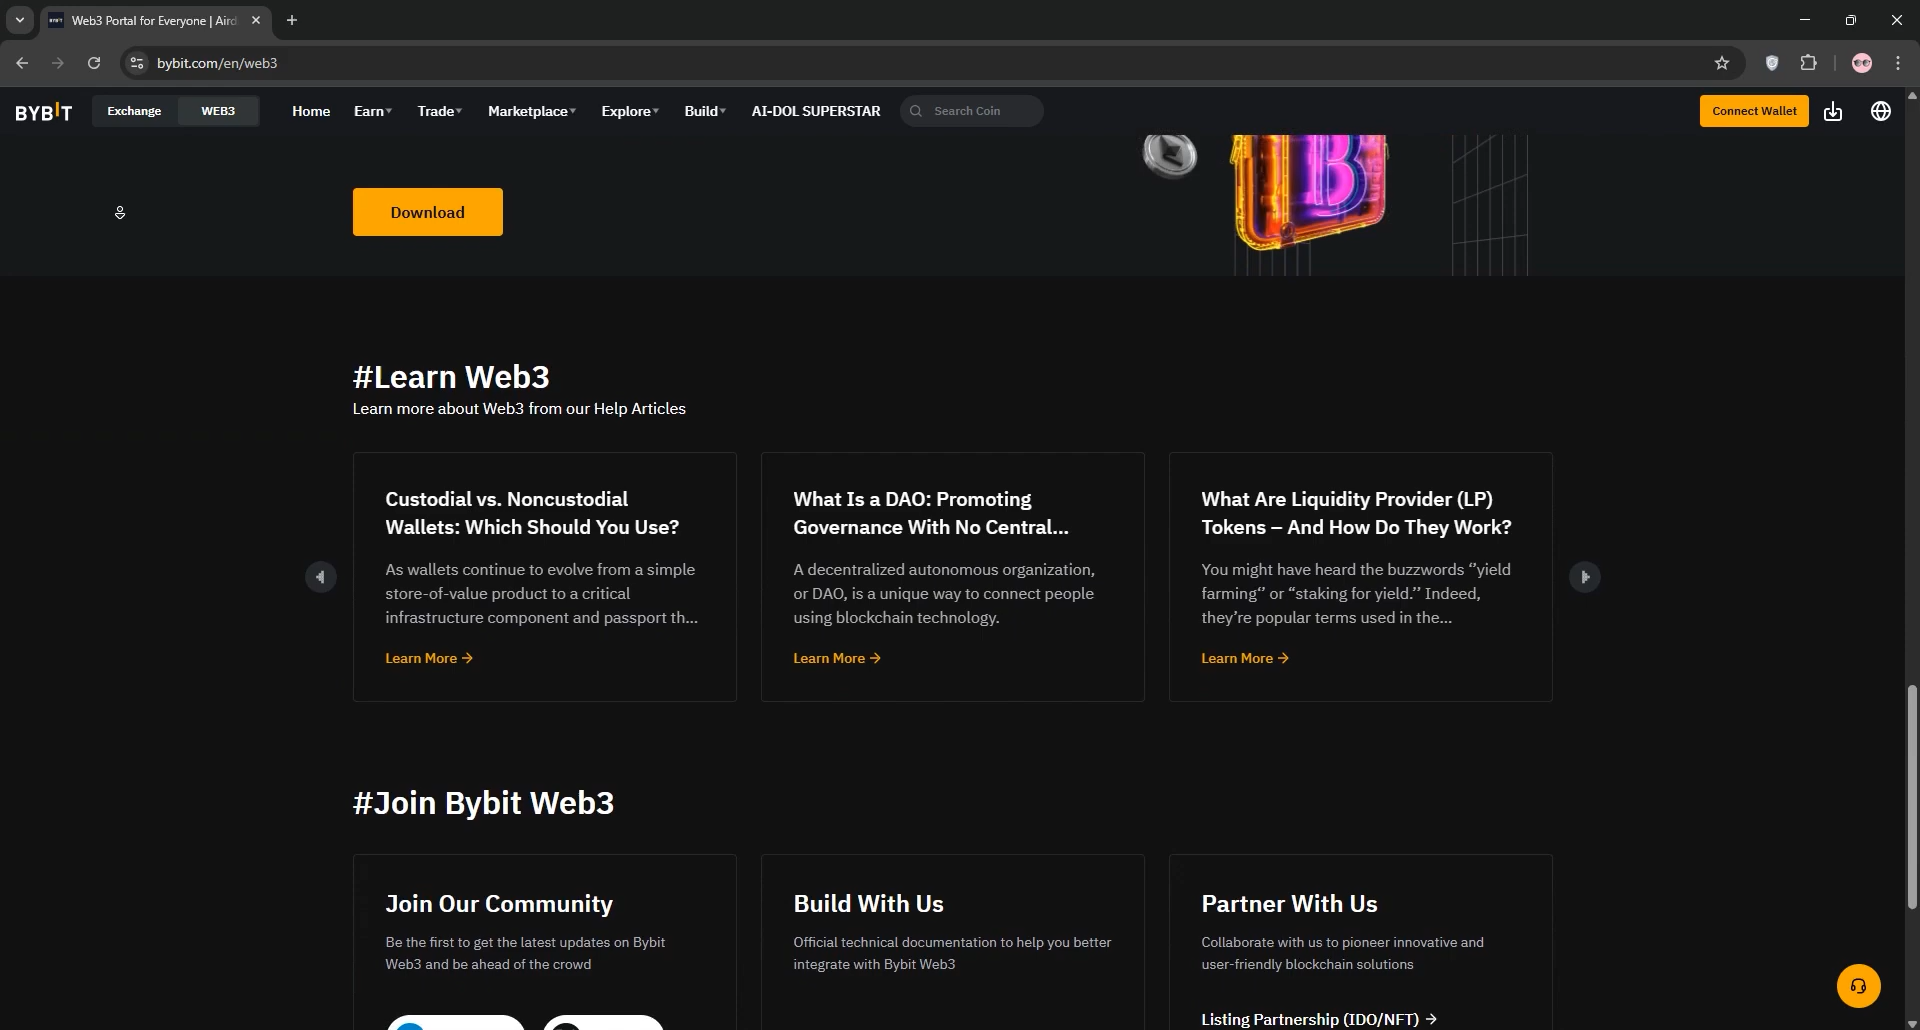 Web3 Portal for Everyone | Aird
bybit.com/en/web3
BYBIT
Exchange
WEB3
Home
Earn
Trade
Marketplace
Explore
Build
AI-DOL SUPERSTAR
Search Coin
Connect Wallet
Download
#Learn Web3
Learn more about Web3 from our Help Articles
Custodial vs. Noncustodial
Wallets: Which Should You Use?
As wallets continue to evolve from a simple
store-of-value product to a critical
infrastructure component and passport th...
Learn More →
What Is a DAO: Promoting
Governance With No Central...
A decentralized autonomous organization,
or DAO, is a unique way to connect people
using blockchain technology.
Learn More →
What Are Liquidity Provider (LP)
Tokens – And How Do They Work?
You might have heard the buzzwords “yield
farming“ or “staking for yield.” Indeed,
they’re popular terms used in the...
Learn More →
#Join Bybit Web3
Join Our Community
Be the first to get the latest updates on Bybit
Web3 and be ahead of the crowd
Build With Us
Official technical documentation to help you better
integrate with Bybit Web3
Partner With Us
Collaborate with us to pioneer innovative and
user-friendly blockchain solutions
Listing Partnership (IDO/NFT) →